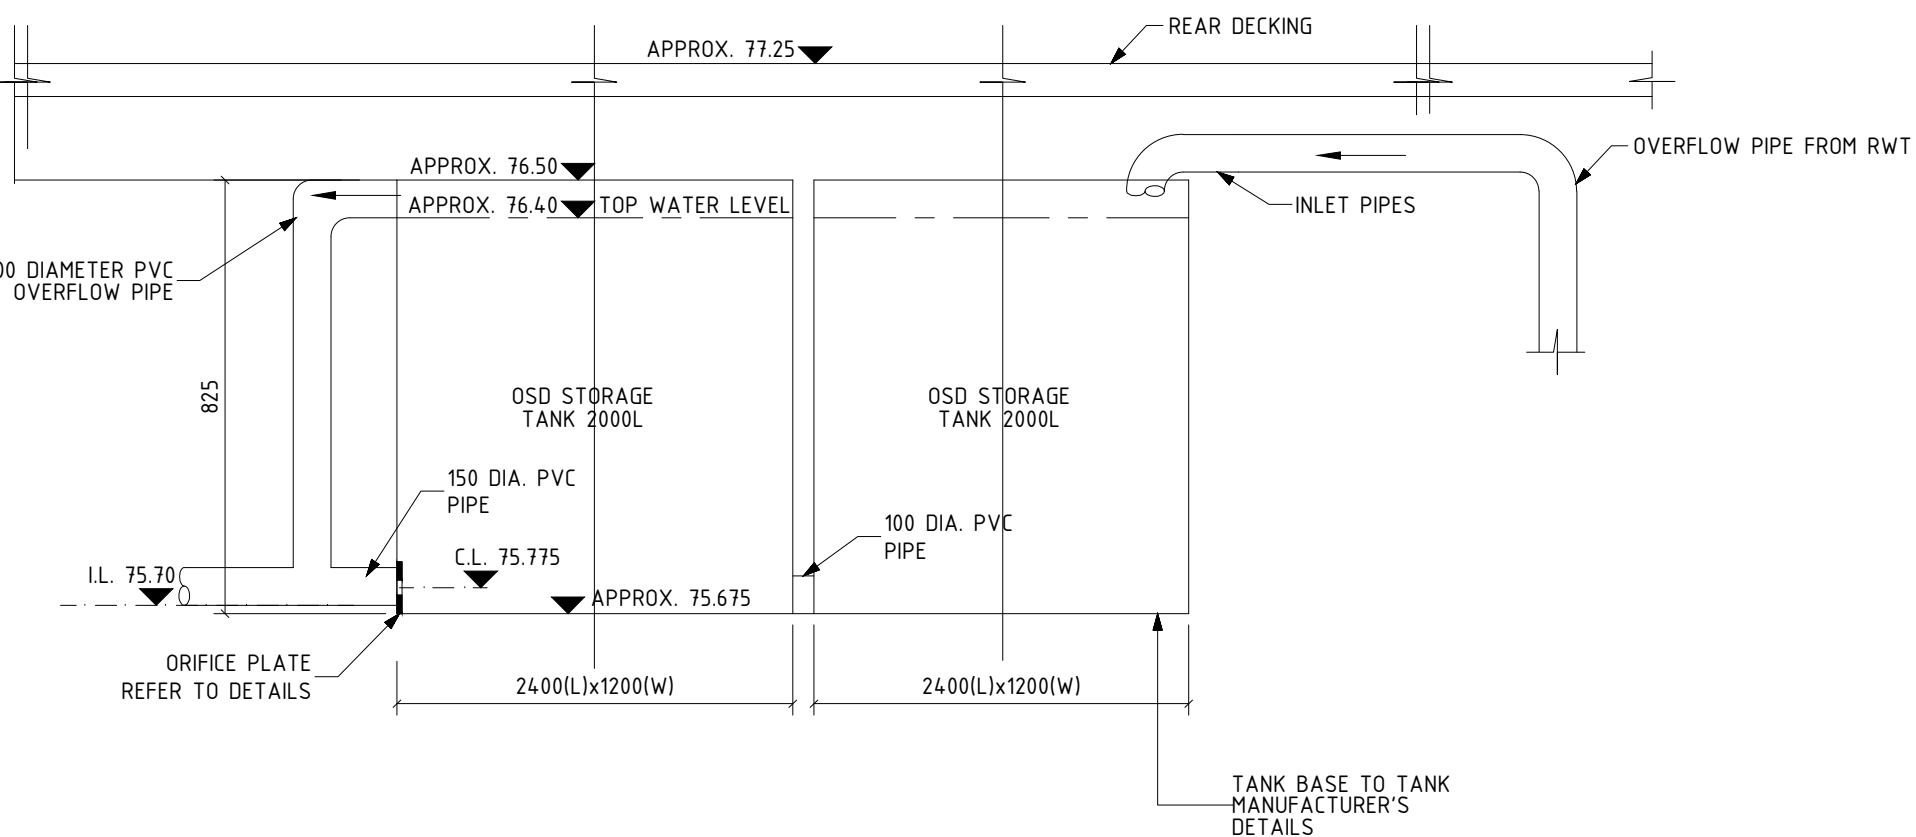 REAR DECKING
APPROX. 77.25
OVERFLOW PIPE FROM RWT
APPROX. 76.50
APPROX. 76.40 TOP WATER LEVEL
INLET PIPES
DIAMETER PVC
OVERFLOW PIPE
825
OSD STORAGE
TANK 2000L
OSD STORAGE
TANK 2000L
150 DIA. PVC
PIPE
100 DIA. PVC
PIPE
C.L. 75.775
I.L. 75.70
APPROX. 75.675
ORIFICE PLATE
REFER TO DETAILS
2400(L)x1200(W)
2400(L)x1200(W)
TANK BASE TO TANK
MANUFACTURER'S
DETAILS